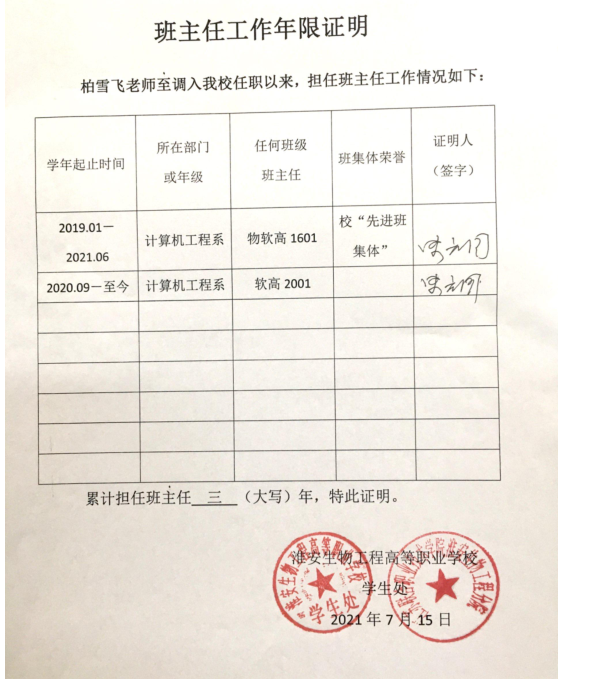 班主任工作年限证明
柏雪飞老师至调入我校任职以来，担任班主任工作情况如下：
学年起止时间
所在部门
或年级
任何班级
班主任
班集体荣誉
证明人
（签字）
2019.01－
2021.06
计算机工程系
物软高 1601
校“先进班
集体”
2020.09－至今
计算机工程系
软高 2001
累计担任班主任 三 （大写）年，特此证明。
淮安生物工程高等职业学校
学生处
2021 年 7 月 15 日
学生处